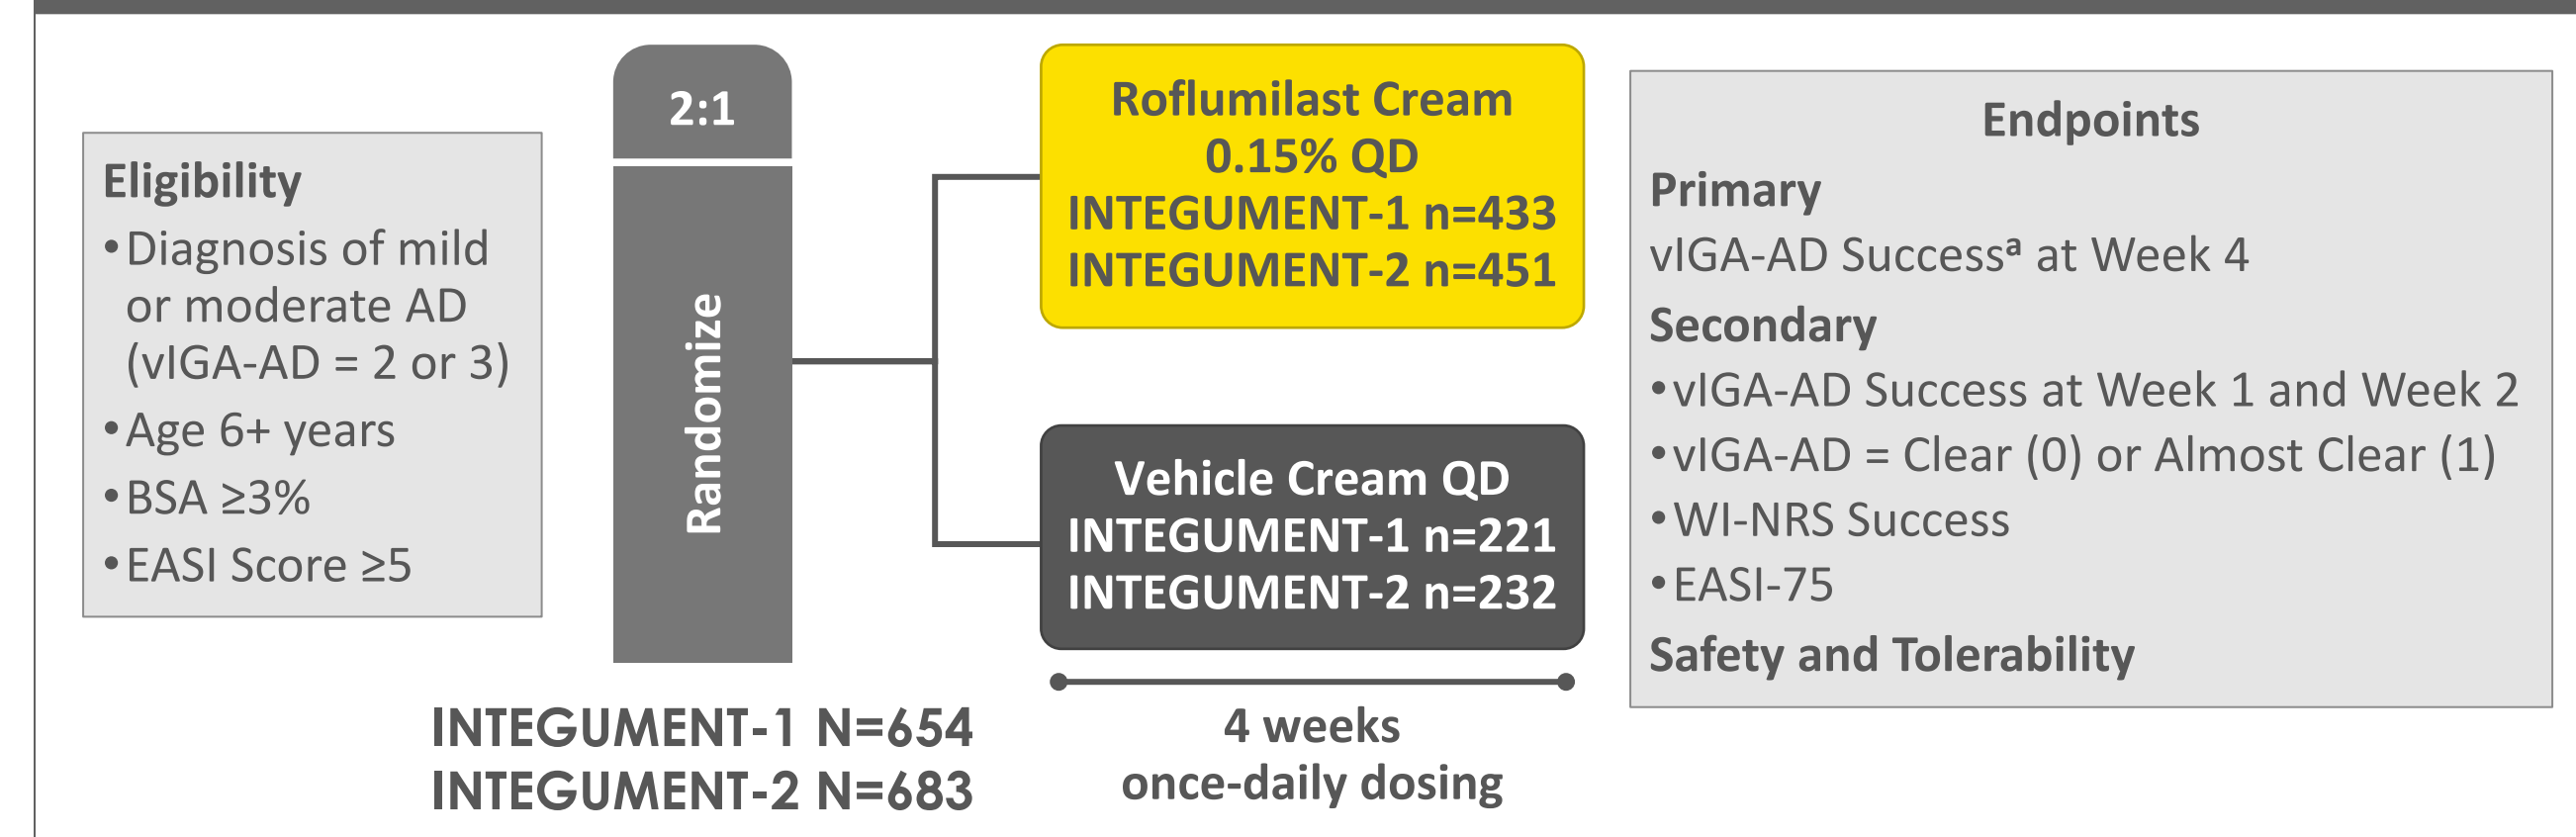 Eligibility
•Diagnosis of mild
or moderate AD
(vIGA-AD = 2 or 3)
•Age 6+ years
•BSA ≥3%
•EASI Score ≥5
2:1
Randomize
INTEGUMENT-1 N=654
INTEGUMENT-2 N=683
Roflumilast Cream
0.15% QD
INTEGUMENT-1 n=433
INTEGUMENT-2 n=451
Vehicle Cream QD
INTEGUMENT-1 n=221
INTEGUMENT-2 n=232
4 weeks
once-daily dosing
Endpoints
Primary
vIGA-AD Successᵃ at Week 4
Secondary
•vIGA-AD Success at Week 1 and Week 2
•vIGA-AD = Clear (0) or Almost Clear (1)
•WI-NRS Success
•EASI-75
Safety and Tolerability